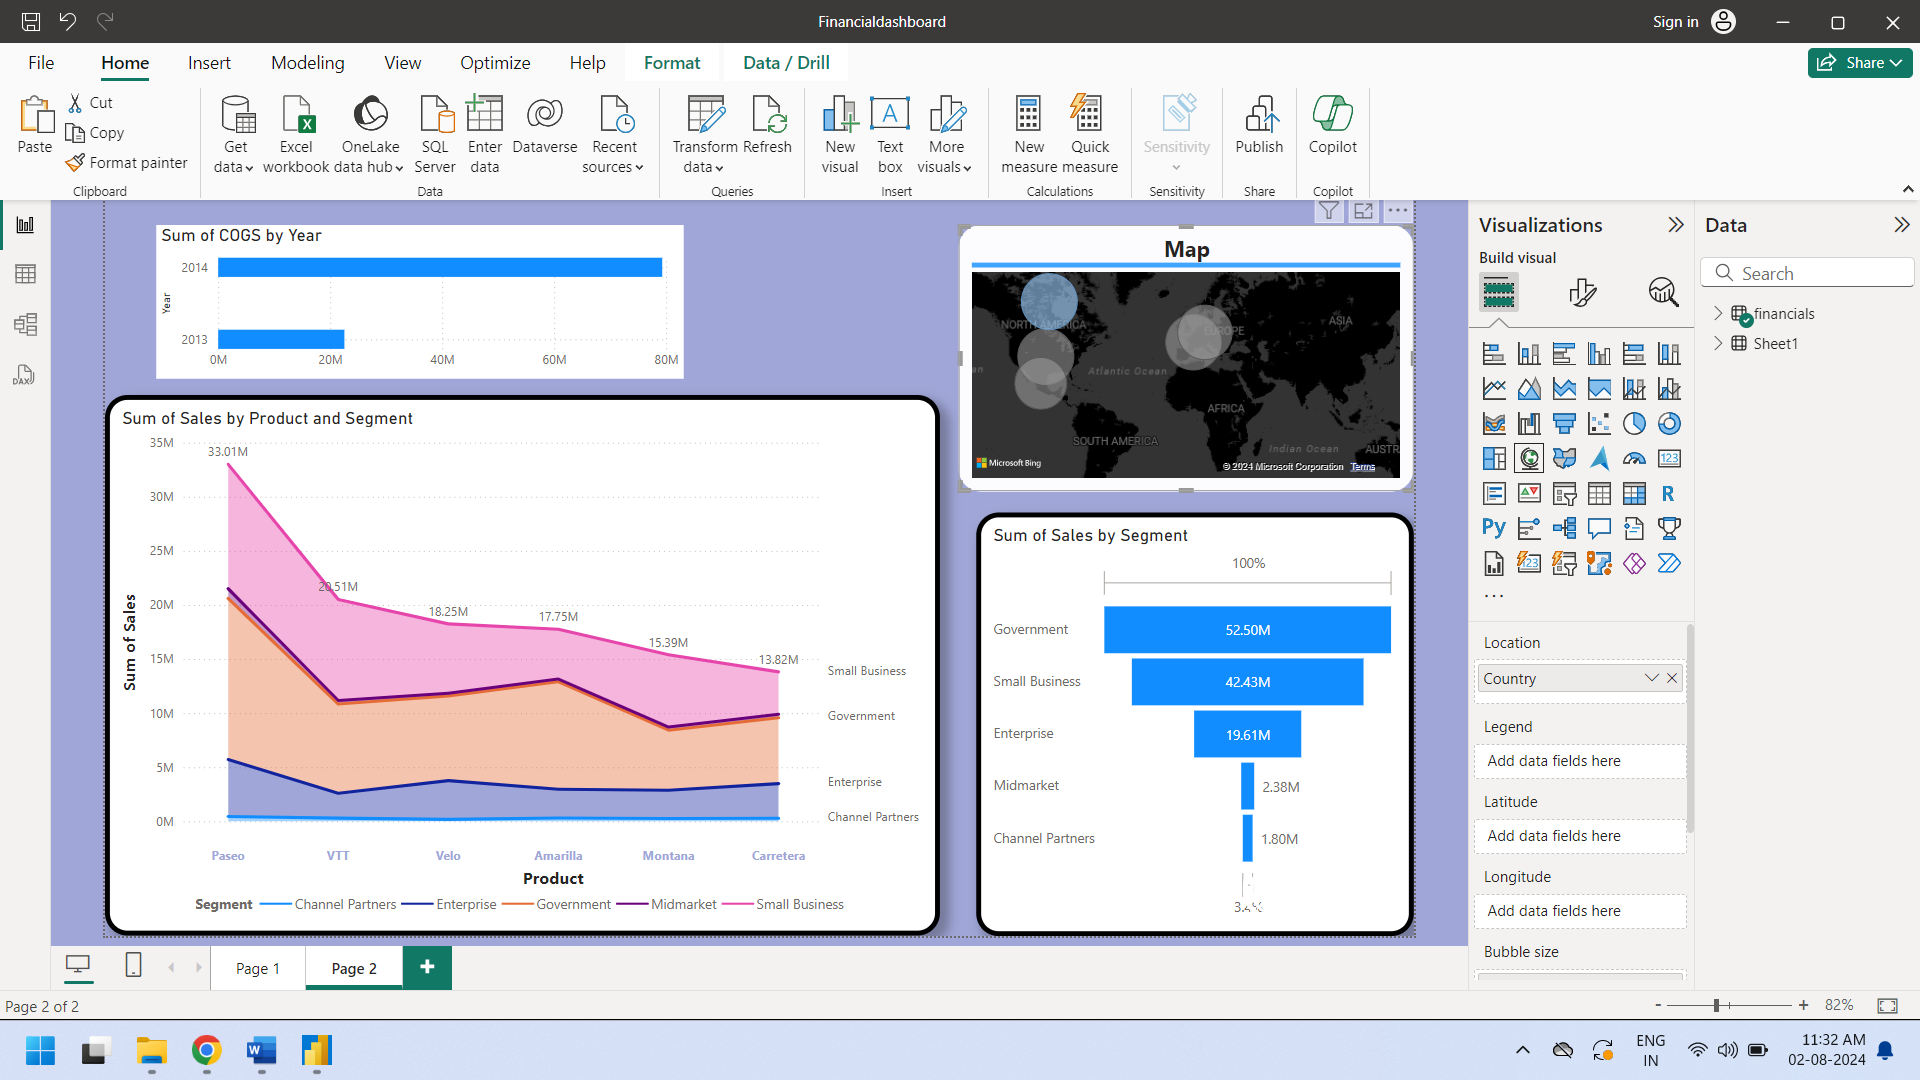 Financialdashboard
Sign in
File
Home
Insert
Modeling
View
Optimize
Help
Format
Data / Drill
Share
Paste
Cut
Copy
Format painter
Clipboard
Get data
Excel workbook
OneLake data hub
SQL Server
Enter data
Dataverse
Recent sources
Data
Transform data
Refresh
Queries
New visual
Text box
More visuals
Insert
New measure
Quick measure
Calculations
Sensitivity
Sensitivity
Publish
Share
Copilot
Copilot
Sum of COGS by Year
Year
2014
2013
0M 20M 40M 60M 80M
Map
NORTH AMERICA
EUROPE
ASIA
Atlantic Ocean
AFRICA
SOUTH AMERICA
Indian Ocean
AUSTR
Microsoft Bing
© 2024 Microsoft Corporation Terms
Sum of Sales by Product and Segment
Sum of Sales
35M
30M
25M
20M
15M
10M
5M
0M
33.01M
20.51M
18.25M
17.75M
15.39M
13.82M
Small Business
Government
Enterprise
Channel Partners
Paseo VTT Velo Amarilla Montana Carretera
Product
Segment Channel Partners Enterprise Government Midmarket Small Business
Sum of Sales by Segment
100%
Government 52.50M
Small Business 42.43M
Enterprise 19.61M
Midmarket 2.38M
Channel Partners 1.80M
3.4%
Visualizations
Build visual
123
R
Py
123
...
Location
Country
Legend
Add data fields here
Latitude
Add data fields here
Longitude
Add data fields here
Bubble size
Data
Search
financials
Sheet1
Page 1
Page 2
Page 2 of 2
- + 82%
ENG
IN
11:32 AM
02-08-2024